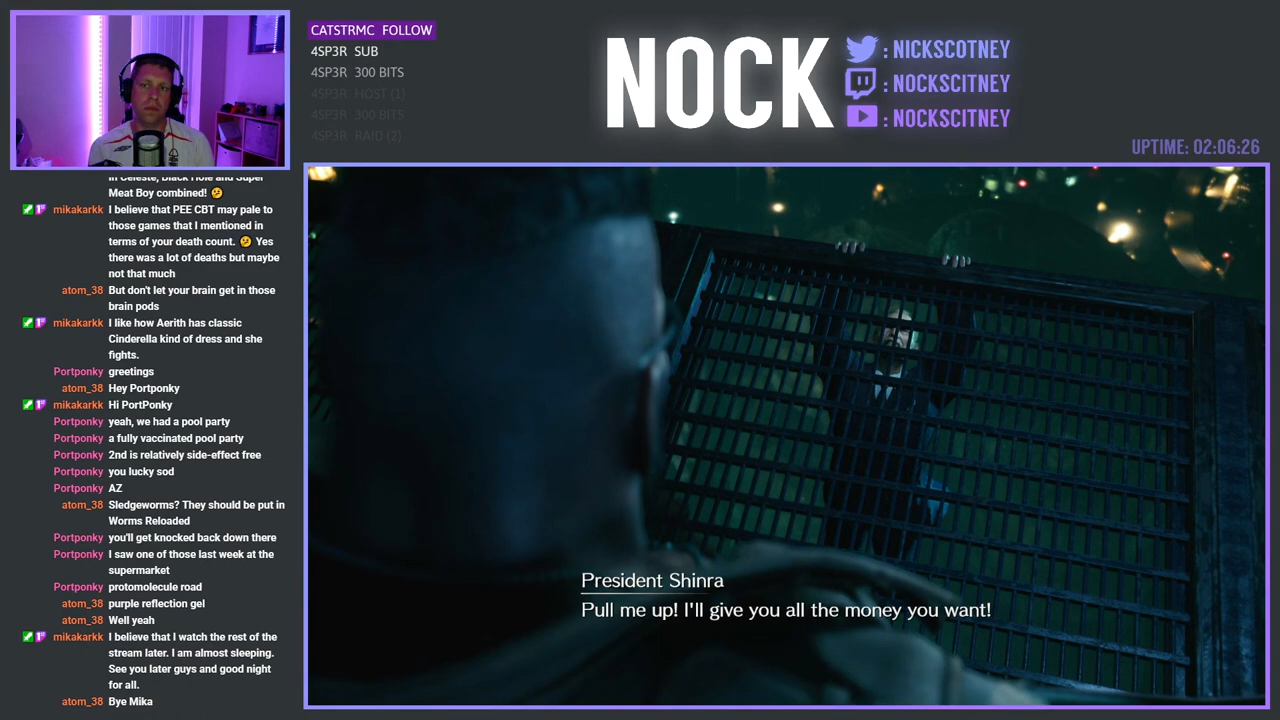 CATSTRMC FOLLOW
4SP3R SUB
4SP3R 300 BITS
4SP3R HOST (1)
4SP3R 300 BITS
4SP3R RAID (2)
NOCK
: NICKSCOTNEY
: NOCKSCITNEY
: NOCKSCITNEY
UPTIME: 02:06:26
in Celeste, Black Hole and Super
Meat Boy combined! 🤔
mikakarkk I believe that PEE CBT may pale to
those games that I mentioned in
terms of your death count. 🤔 Yes
there was a lot of deaths but maybe
not that much
atom_38 But don't let your brain get in those
brain pods
mikakarkk I like how Aerith has classic
Cinderella kind of dress and she
fights.
Portponky greetings
atom_38 Hey Portponky
mikakarkk Hi PortPonky
Portponky yeah, we had a pool party
Portponky a fully vaccinated pool party
Portponky 2nd is relatively side-effect free
Portponky you lucky sod
Portponky AZ
atom_38 Sledgeworms? They should be put in
Worms Reloaded
Portponky you'll get knocked back down there
Portponky I saw one of those last week at the
supermarket
Portponky protomolecule road
atom_38 purple reflection gel
atom_38 Well yeah
mikakarkk I believe that I watch the rest of the
stream later. I am almost sleeping.
See you later guys and good night
for all.
atom_38 Bye Mika
President Shinra
Pull me up! I'll give you all the money you want!